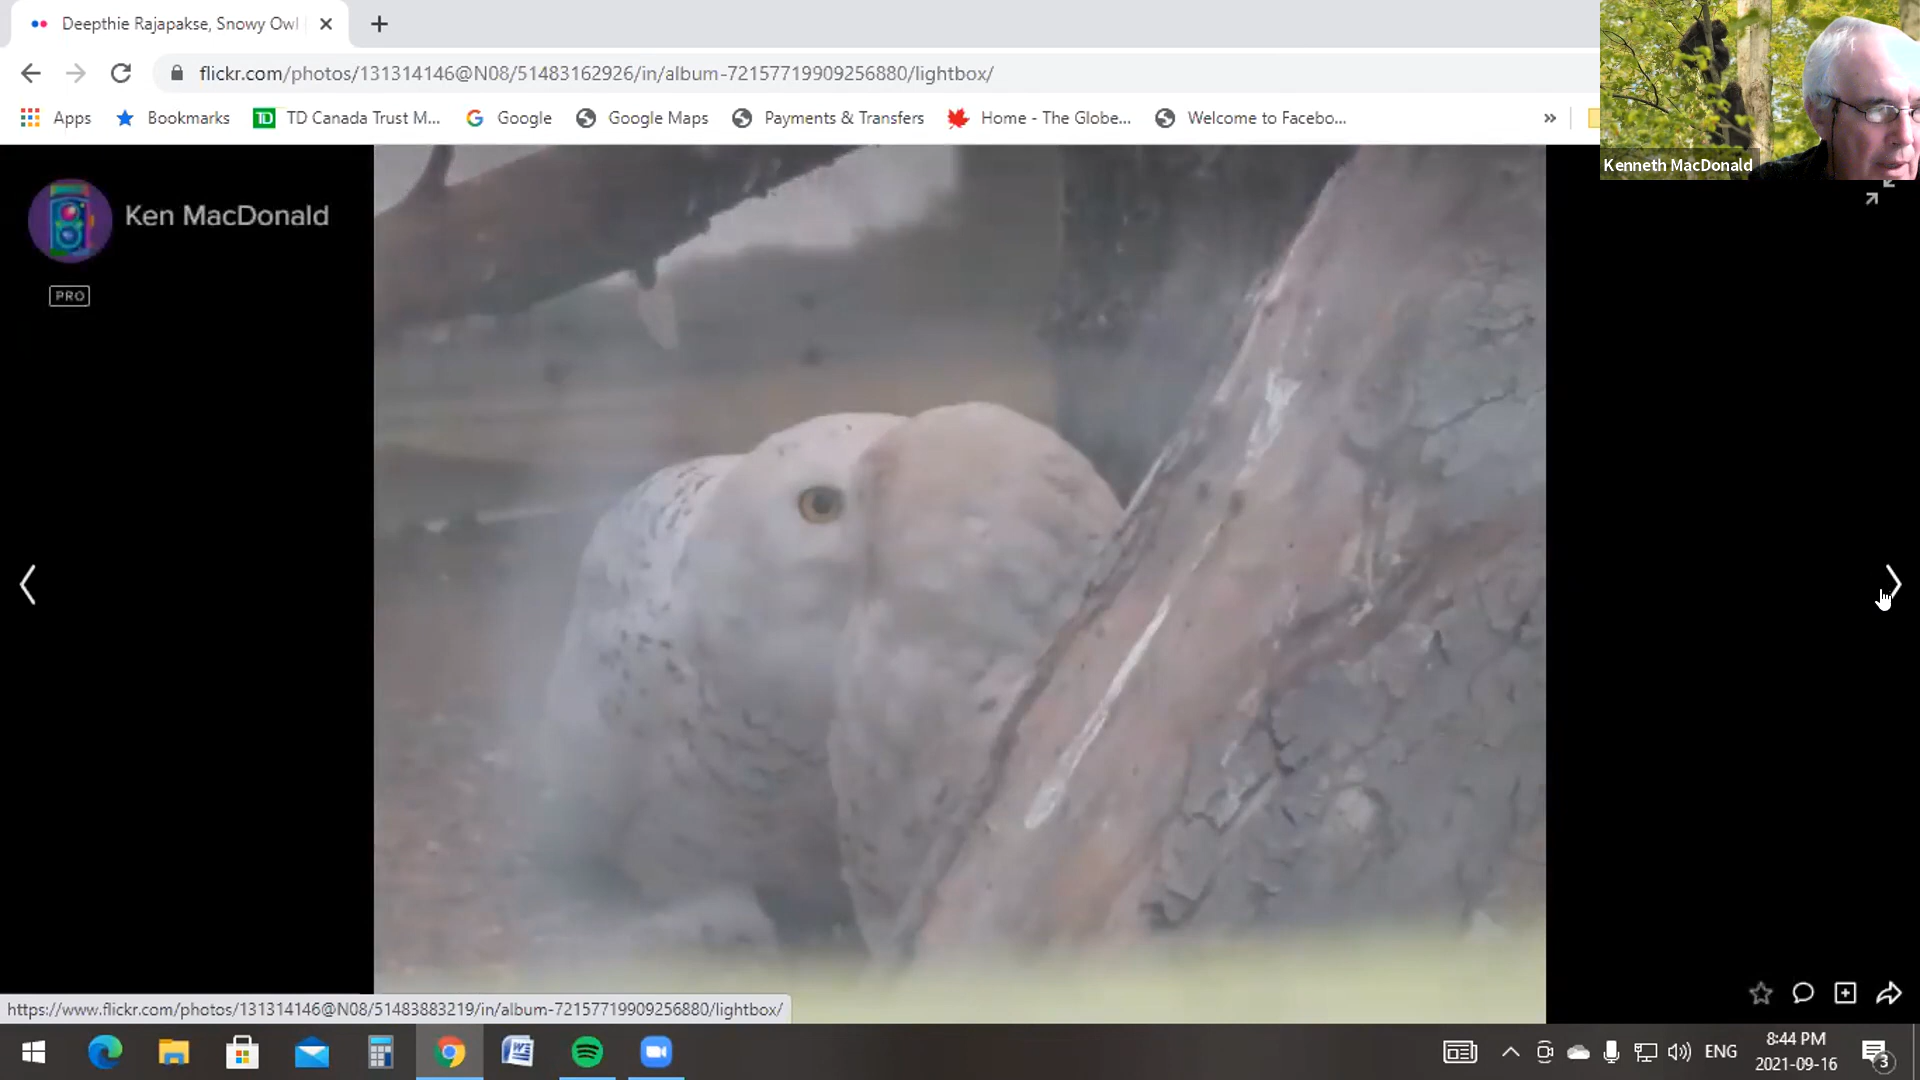 Deepthie Rajapakse, Snowy Owl
flickr.com/photos/131314146@N08/51483162926/in/album-72157719909256880/lightbox/
Apps
Bookmarks
TD
TD Canada Trust M...
Google
Google Maps
Payments & Transfers
Home - The Globe...
Welcome to Facebo...
»
Kenneth MacDonald
Ken MacDonald
PRO
https://www.flickr.com/photos/131314146@N08/51483883219/in/album-72157719909256880/lightbox/
ENG
8:44 PM
2021-09-16
3